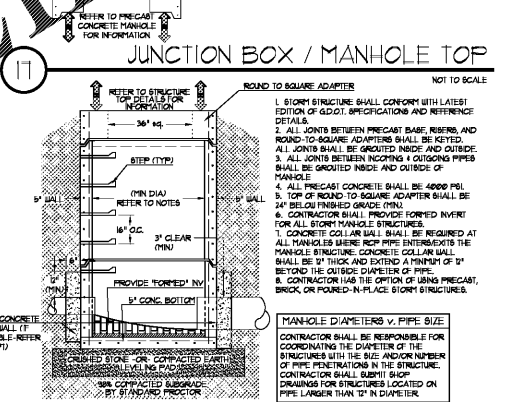 REFER TO PRECAST
CONCRETE MANHOLE
FOR INFORMATION
17
JUNCTION BOX / MANHOLE TOP
NOT TO SCALE
REFER TO STRUCTURE
TOP DETAILS FOR
INFORMATION
ROUND TO SQUARE ADAPTER
36" sq.
STEP (TYP)
5" WALL
(MIN DIA)
REFER TO NOTES
5" WALL
16" O.C.
3" CLEAR
(MIN)
6"
12"
(MIN)
PROVIDE "FORMED" INV
5" CONC. BOTTOM
CONCRETE
CRUSHED STONE -OR- COMPACTED EARTH
LEVELING PAD
98% COMPACTED SUBGRADE
BY STANDARD PROCTOR
1. STORM STRUCTURE SHALL CONFORM WITH LATEST
EDITION OF G.D.O.T. SPECIFICATIONS AND REFERENCE
DETAILS.
2. ALL JOINTS BETWEEN PRECAST BASE, RISERS, AND
ROUND-TO-SQUARE ADAPTERS SHALL BE KEYED.
ALL JOINTS SHALL BE GROUTED INSIDE AND OUTSIDE.
3. ALL JOINTS BETWEEN INCOMING & OUTGOING PIPES
SHALL BE GROUTED INSIDE AND OUTSIDE OF
MANHOLE
4. ALL PRECAST CONCRETE SHALL BE 4000 PSI.
5. TOP OF ROUND-TO-SQUARE ADAPTER SHALL BE
24" BELOW FINISHED GRADE (MIN).
6. CONTRACTOR SHALL PROVIDE FORMED INVERT
FOR ALL STORM MANHOLE STRUCTURES.
7. CONCRETE COLLAR WALL SHALL BE REQUIRED AT
ALL MANHOLES WHERE RCP PIPE ENTERS/EXITS THE
MANHOLE STRUCTURE. CONCRETE COLLAR WALL
SHALL BE 12" THICK AND EXTEND A MINIMUM OF 12"
BEYOND THE OUTSIDE DIAMETER OF PIPE.
8. CONTRACTOR HAS THE OPTION OF USING PRECAST,
BRICK, OR POURED-IN-PLACE STORM STRUCTURES.
MANHOLE DIAMETERS v. PIPE SIZE
CONTRACTOR SHALL BE RESPONSIBLE FOR
COORDINATING THE DIAMETER OF THE
STRUCTURES WITH THE SIZE AND/OR NUMBER
OF PIPE PENETRATIONS IN THE STRUCTURE.
CONTRACTOR SHALL SUBMIT SHOP
DRAWINGS FOR STRUCTURES LOCATED ON
PIPE LARGER THAN 72" IN DIAMETER.